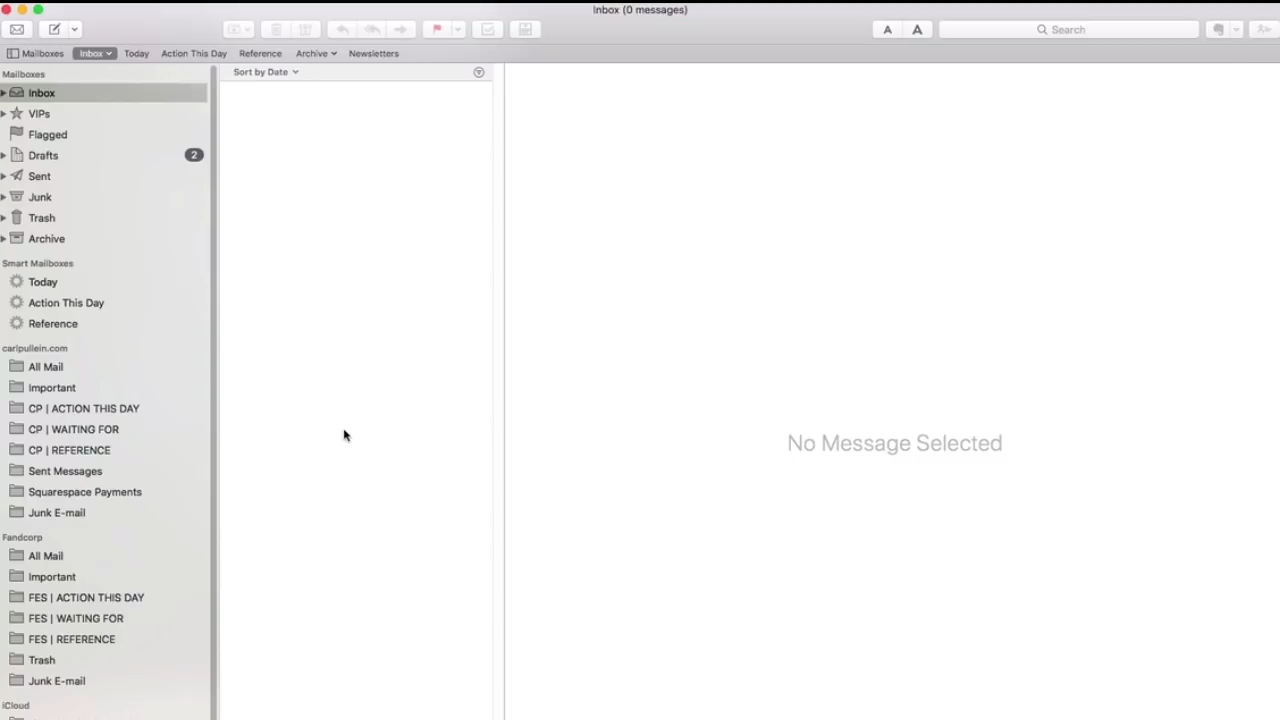 Inbox (0 messages)
A A Search
Mailboxes Inbox Today Action This Day Reference Archive Newsletters
Mailboxes
Inbox
VIPs
Flagged
Drafts 2
Sent
Junk
Trash
Archive
Smart Mailboxes
Today
Action This Day
Reference
carlpullein.com
All Mail
Important
CP | ACTION THIS DAY
CP | WAITING FOR
CP | REFERENCE
Sent Messages
Squarespace Payments
Junk E-mail
Fandcorp
All Mail
Important
FES | ACTION THIS DAY
FES | WAITING FOR
FES | REFERENCE
Trash
Junk E-mail
iCloud
Sort by Date
No Message Selected